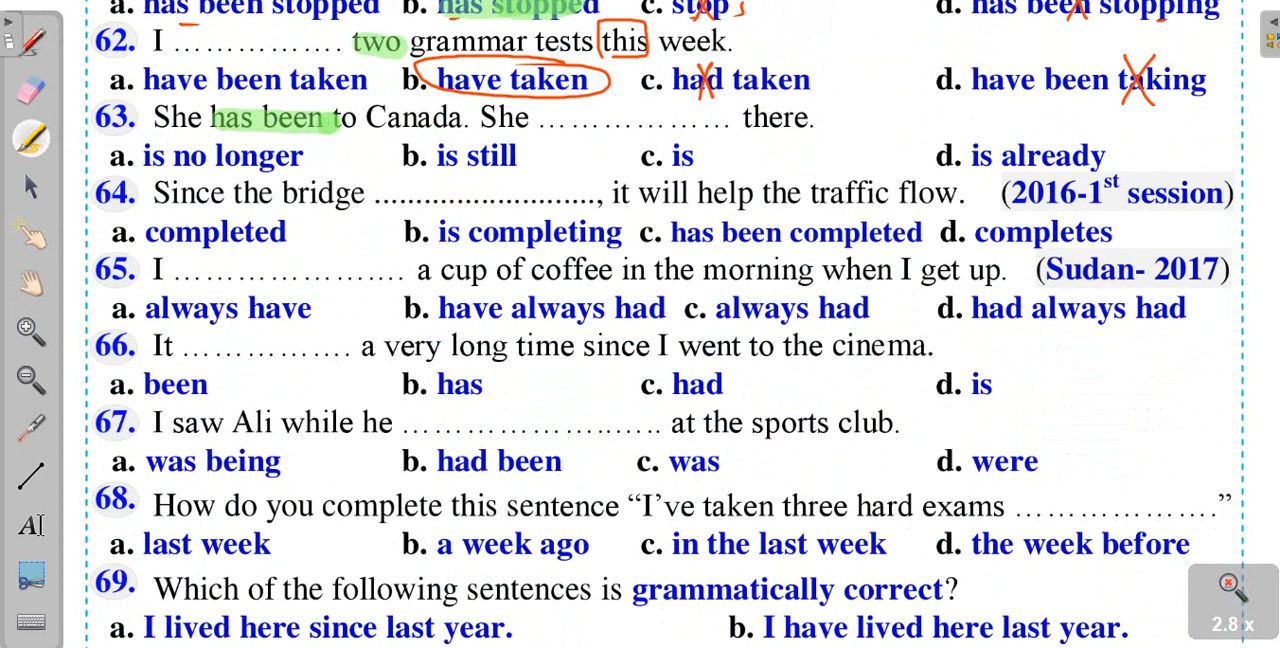 a. has been stopped b. has stopped c. stop s d. has been stopping
62. I ................ two grammar tests this week.
a. have been taken b. have taken c. had taken d. have been taking
63. She has been to Canada. She .................. there.
a. is no longer b. is still c. is d. is already
64. Since the bridge .........................., it will help the traffic flow. (2016-1st session)
a. completed b. is completing c. has been completed d. completes
65. I ...................... a cup of coffee in the morning when I get up. (Sudan- 2017)
a. always have b. have always had c. always had d. had always had
66. It ................ a very long time since I went to the cinema.
a. been b. has c. had d. is
67. I saw Ali while he ......................... at the sports club.
a. was being b. had been c. was d. were
68. How do you complete this sentence “I’ve taken three hard exams ...................”
a. last week b. a week ago c. in the last week d. the week before
69. Which of the following sentences is grammatically correct?
a. I lived here since last year. b. I have lived here last year.
AI
2.8 x